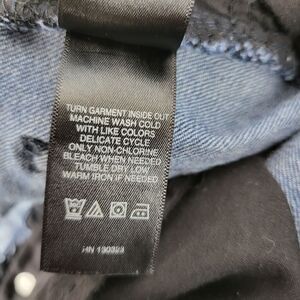 TURN GARMENT INSIDE OUT
MACHINE WASH COLD
WITH LIKE COLORS
DELICATE CYCLE
ONLY NON-CHLORINE
BLEACH WHEN NEEDED
TUMBLE DRY LOW
WARM IRON IF NEEDED